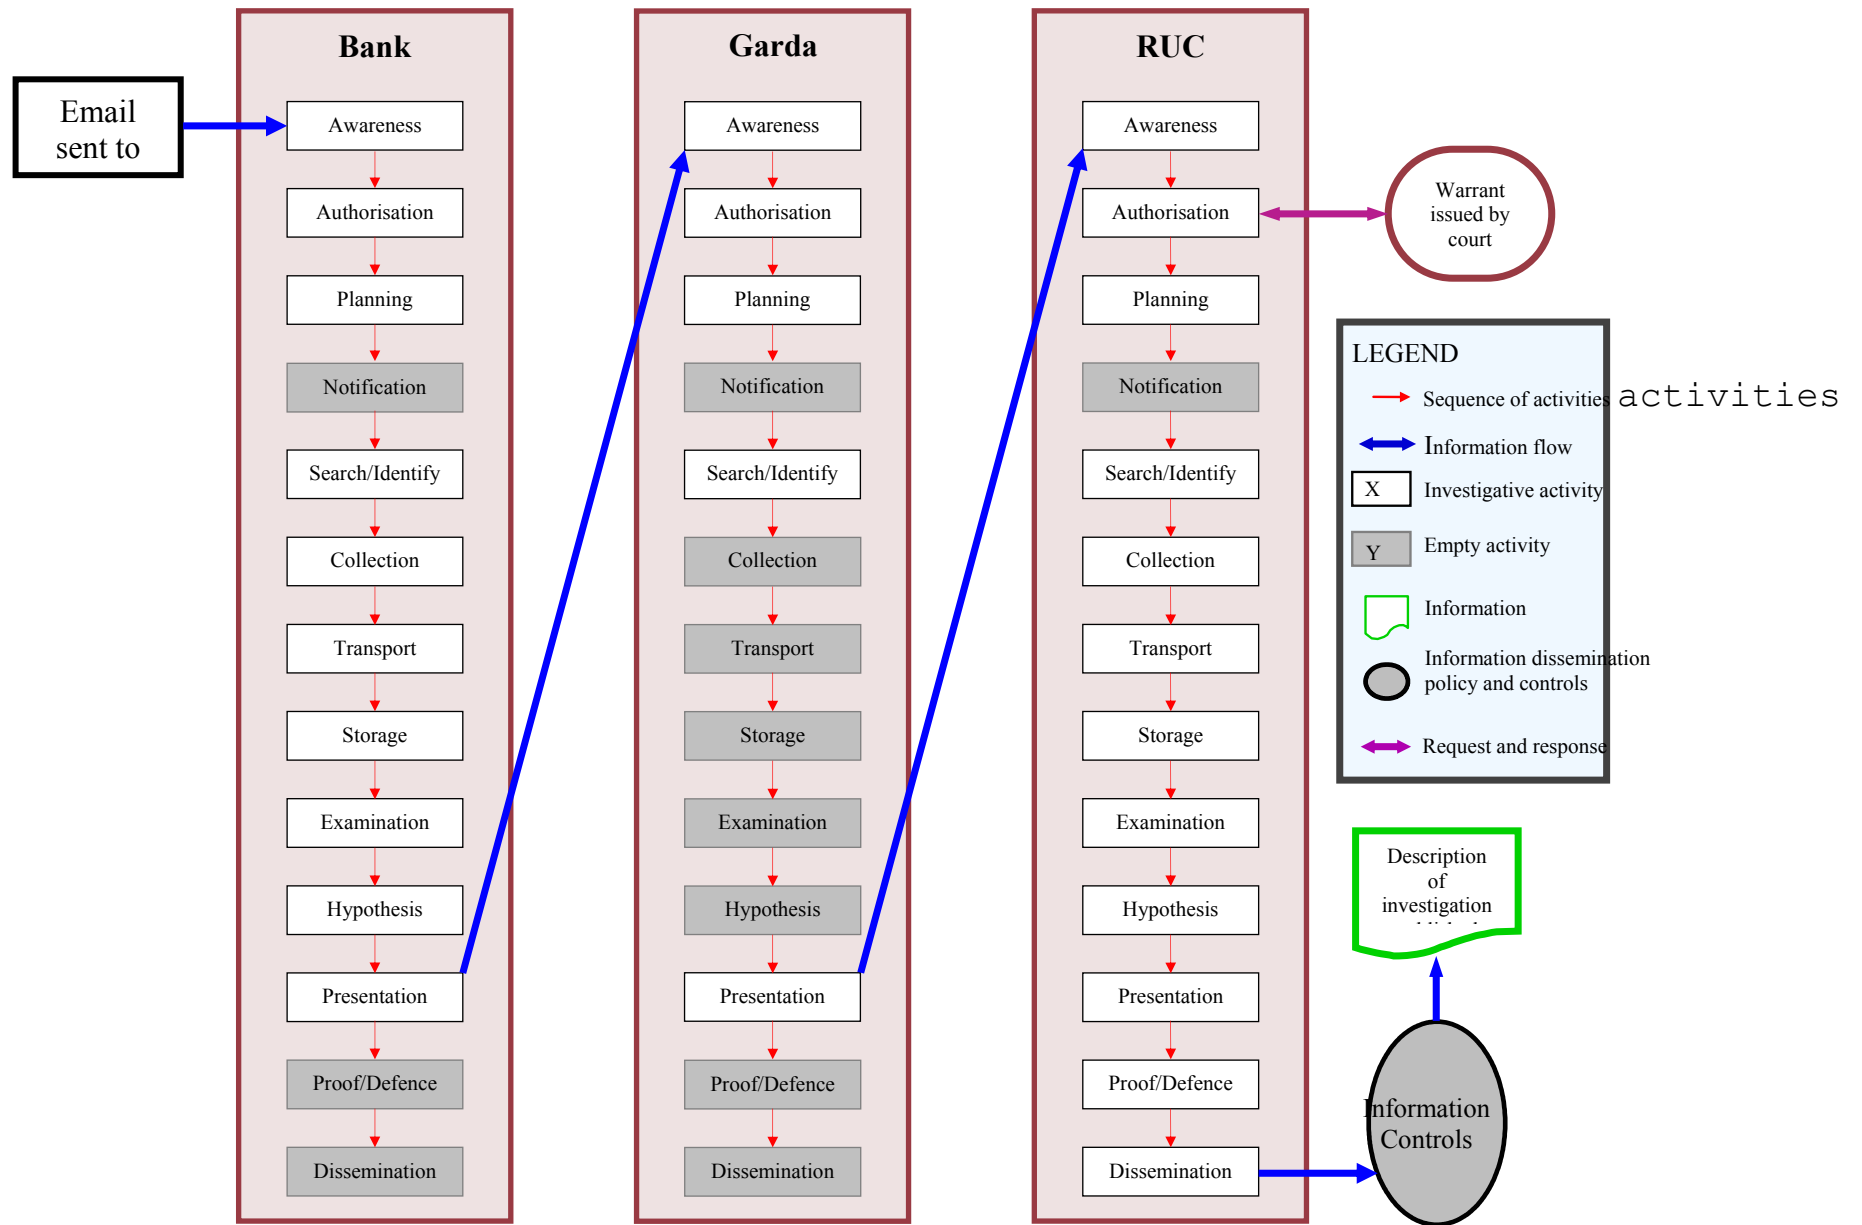 Email
sent to
Bank
Awareness
Authorisation
Planning
Notification
Search/Identify
Collection
Transport
Storage
Examination
Hypothesis
Presentation
Proof/Defence
Dissemination
Garda
Awareness
Authorisation
Planning
Notification
Search/Identify
Collection
Transport
Storage
Examination
Hypothesis
Presentation
Proof/Defence
Dissemination
RUC
Awareness
Authorisation
Planning
Notification
Search/Identify
Collection
Transport
Storage
Examination
Hypothesis
Presentation
Proof/Defence
Dissemination
Warrant
issued by
court
LEGEND
Sequence of activities activities
Information flow
X Investigative activity
Y Empty activity
Information
Information dissemination
policy and controls
Request and response
Description
of
investigation
Information
Controls